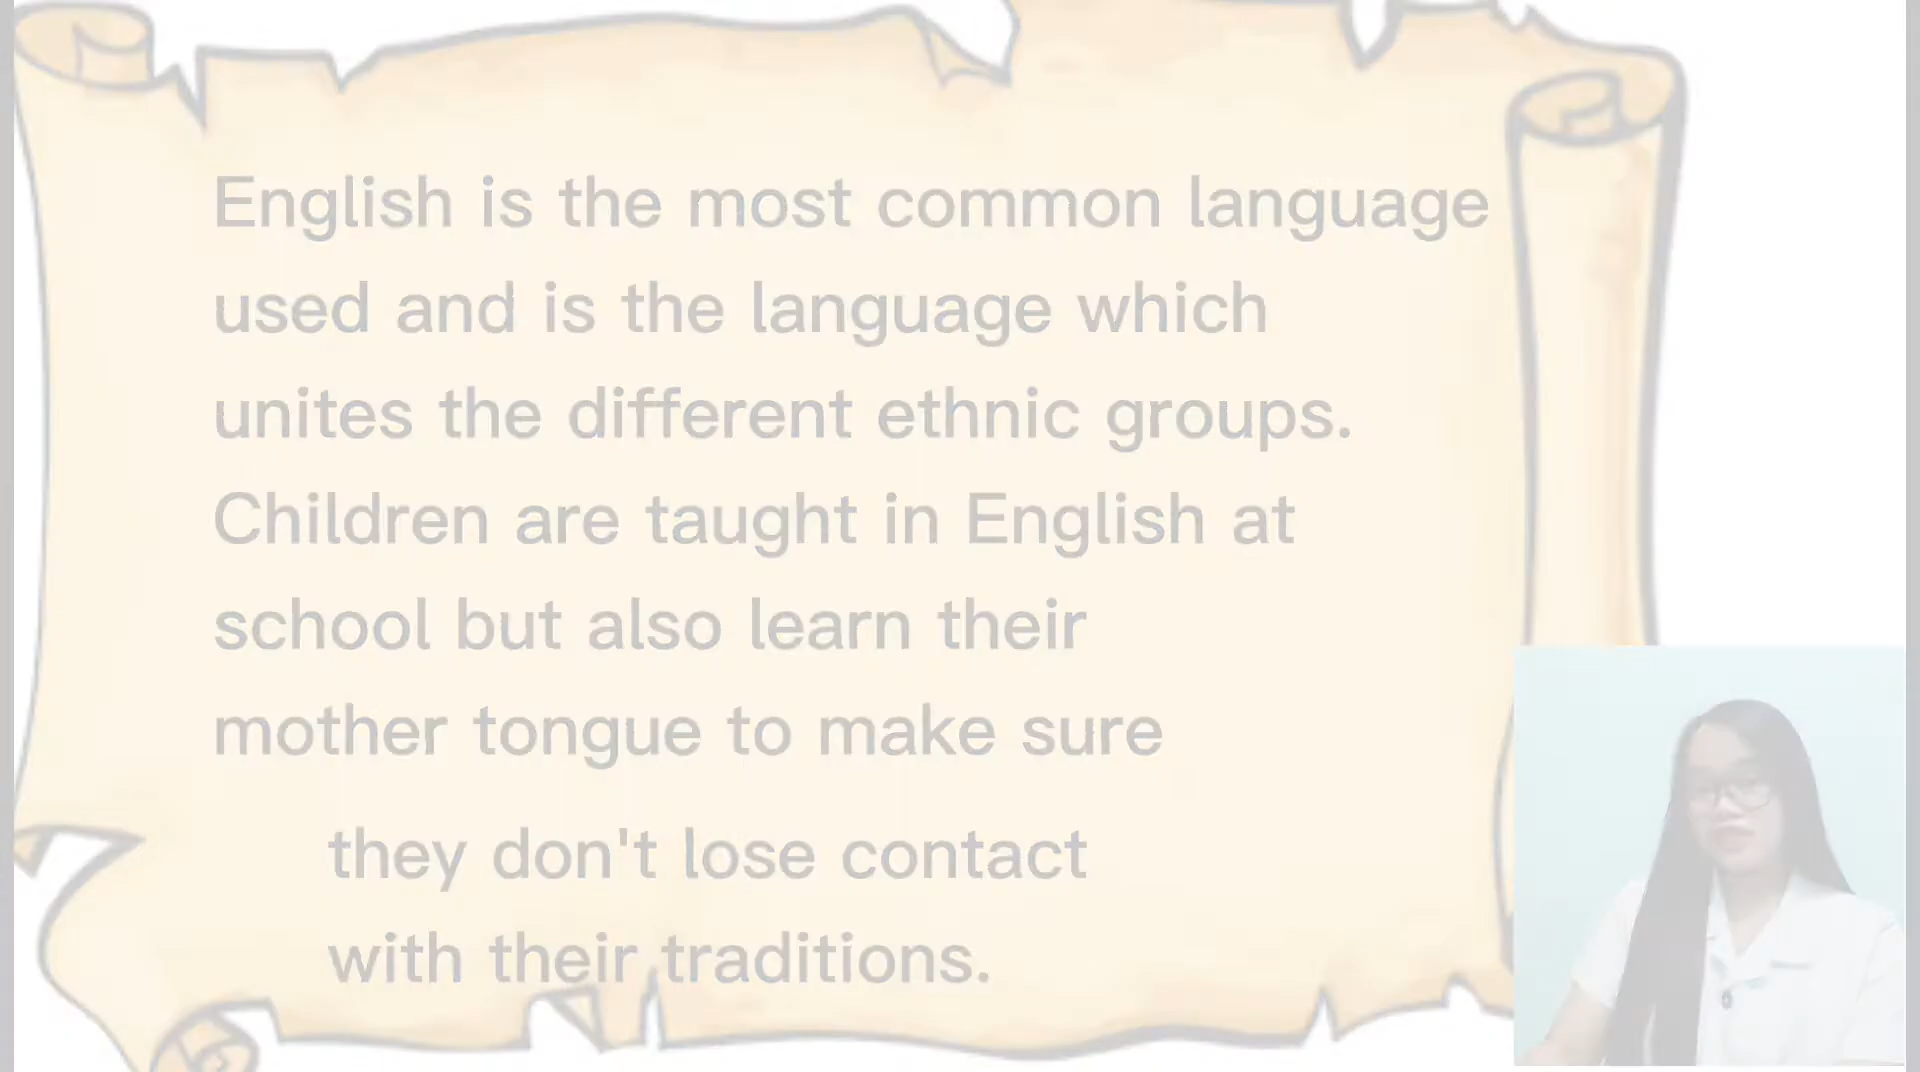 English is the most common language
used and is the language which
unites the different ethnic groups.
Children are taught in English at
school but also learn their
mother tongue to make sure
they don't lose contact
with their traditions.